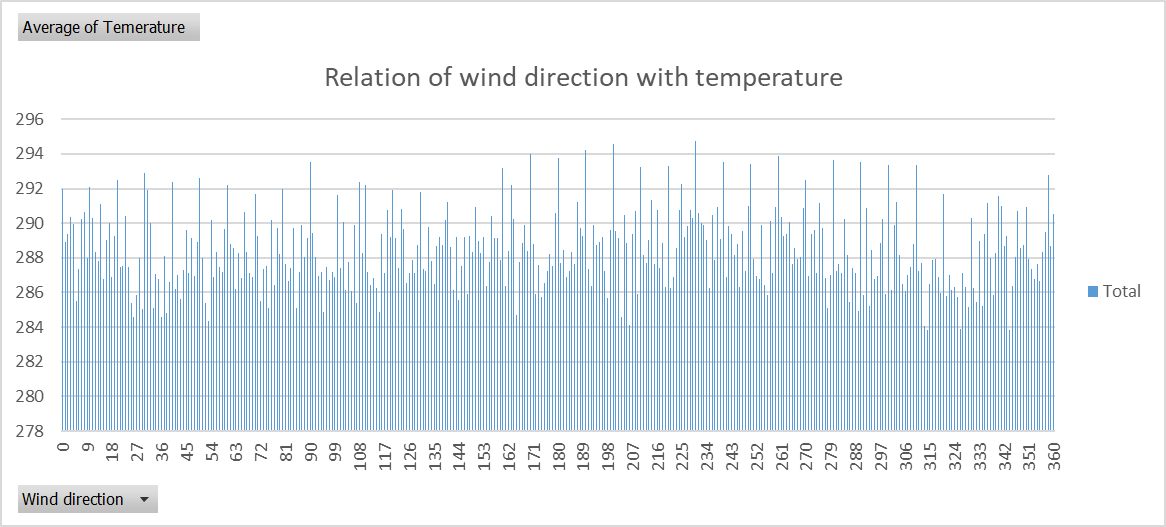 Average of Temerature
Relation of wind direction with temperature
296
294
292
290
288
286
284
282
280
278
0 9 18 27 36 45 54 63 72 81 90 99 108 117 126 135 144 153 162 171 180 189 198 207 216 225 234 243 252 261 270 279 288 297 306 315 324 333 342 351 360
Total
Wind direction